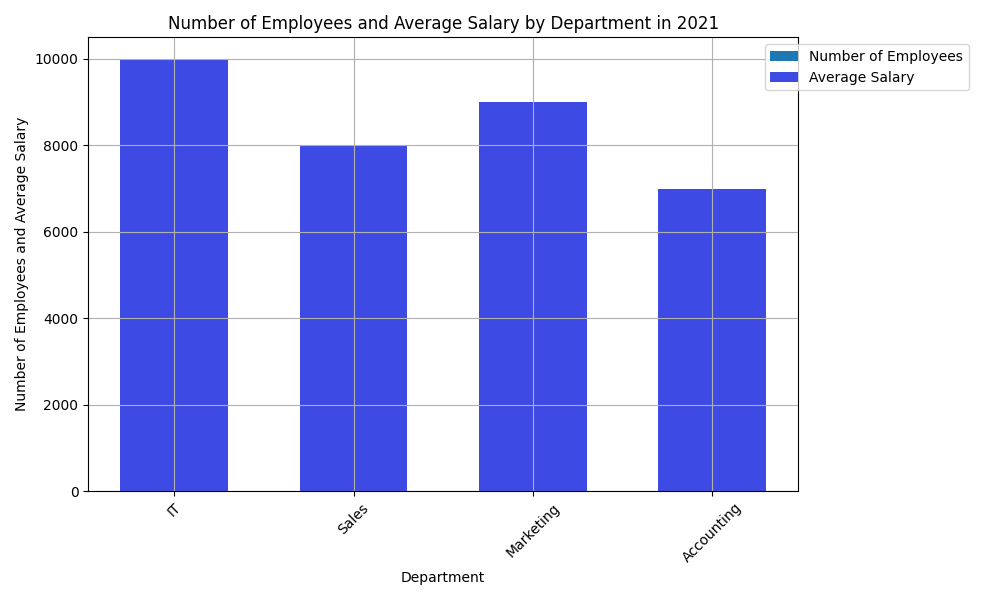 Number of Employees and Average Salary by Department in 2021
Number of Employees
Average Salary
Number of Employees and Average Salary
10000
8000
6000
4000
2000
0
IT
Sales
Marketing
Accounting
Department